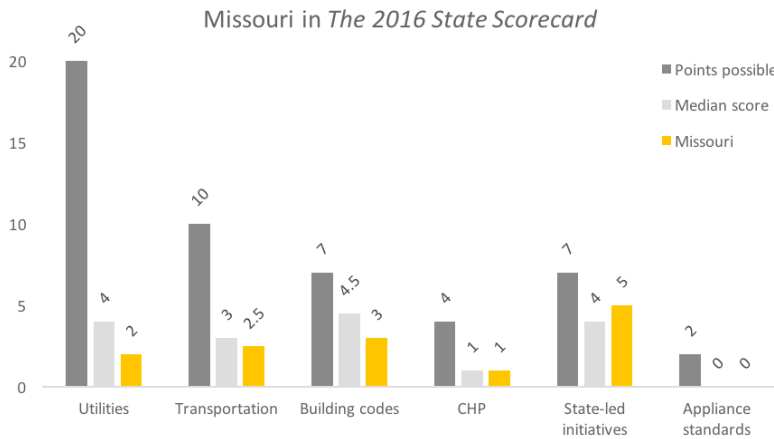 Missouri in The 2016 State Scorecard
20
20
15
10
5
0
Points possible
Median score
Missouri
4
2
10
3
2.5
7
4.5
3
4
1
1
7
4
5
2
0
0
Utilities
Transportation
Building codes
CHP
State-led
initiatives
Appliance
standards